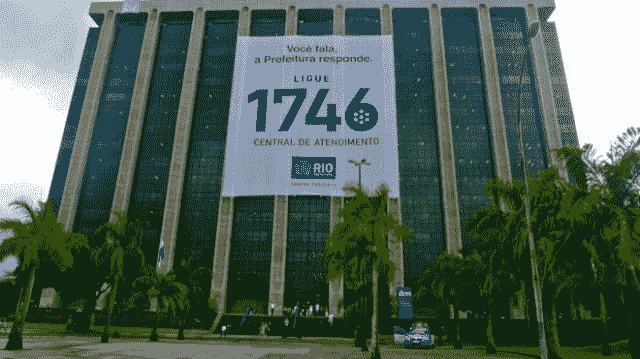 Você fala,
a Prefeitura responde.
LIGUE
1746
CENTRAL DE ATENDIMENTO
RIO